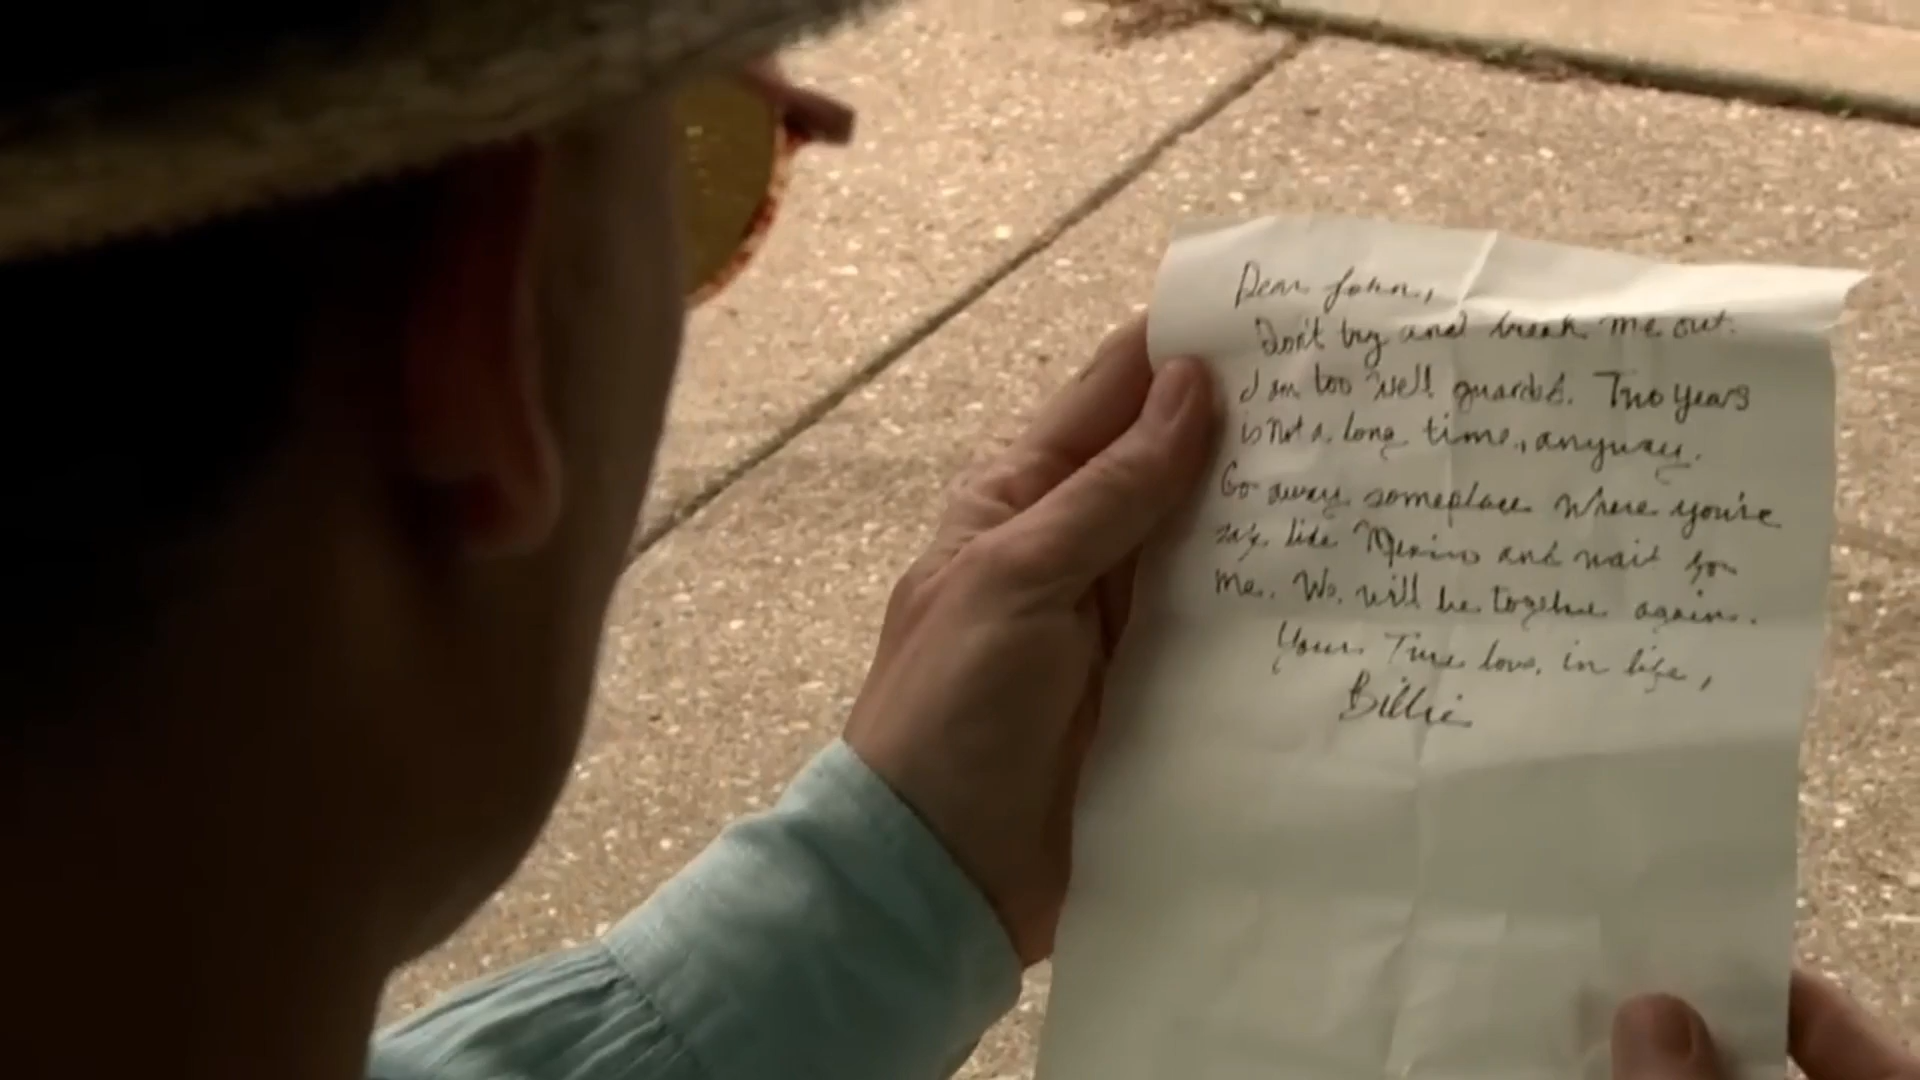 Dear John,
Don't try and break me out.
I am too well guarded. Two years
is not a long time, anyway.
Go away someplace where you're
like Mexico and wait for
me. We will be together again.
Your True love in life,
Billie